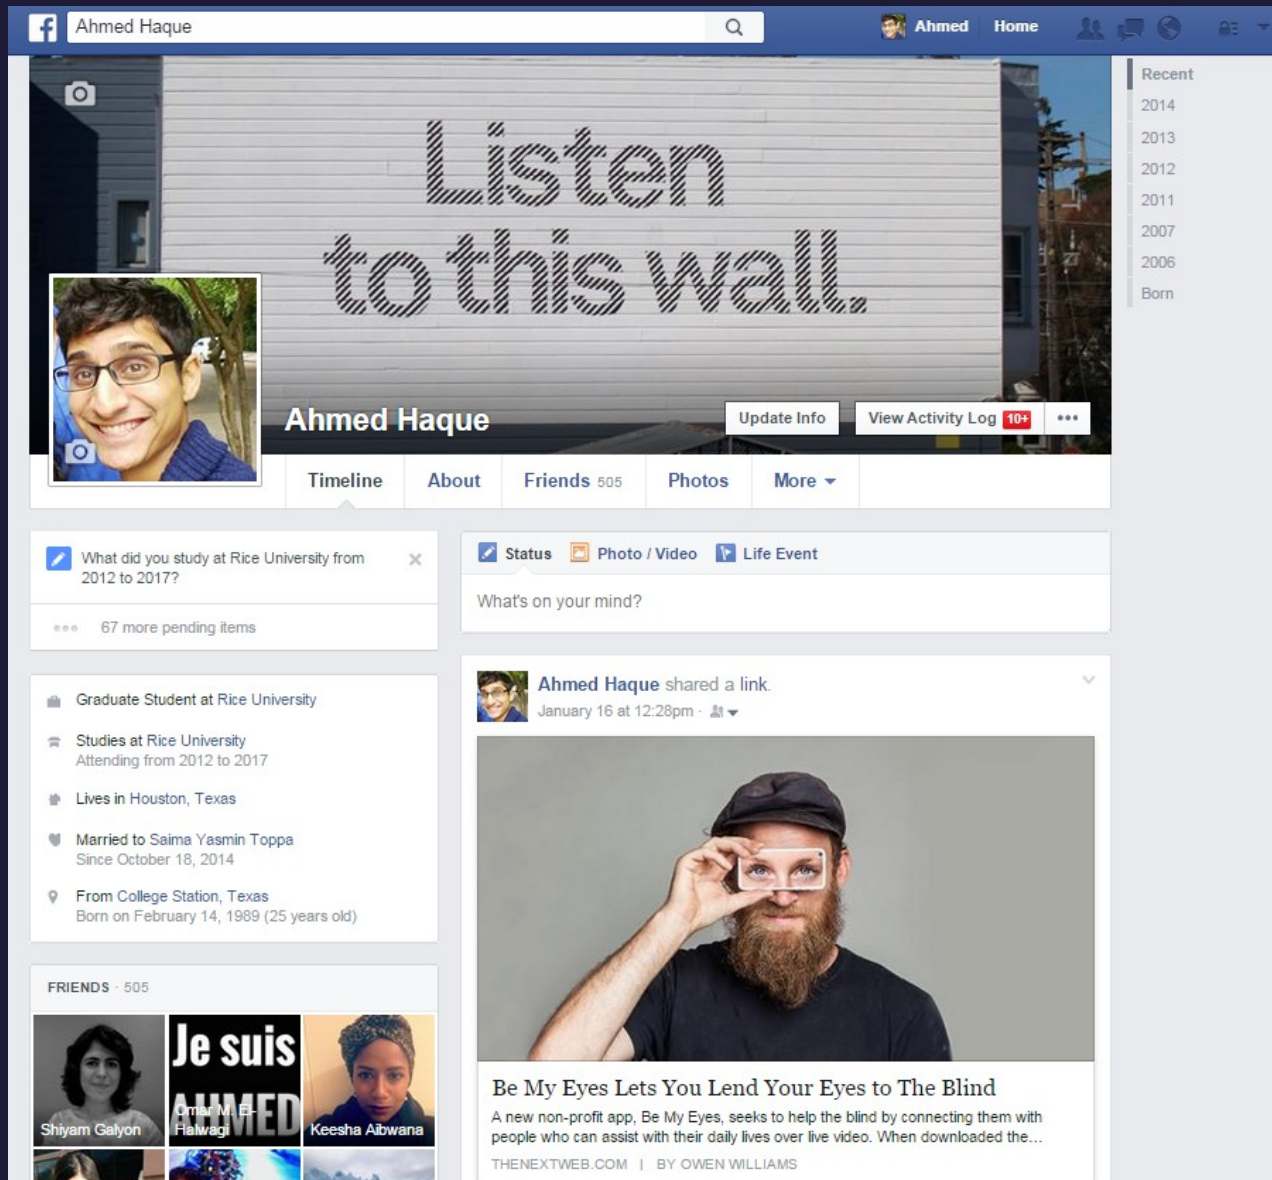 f
Ahmed Haque
Ahmed
Home
Recent
2014
2013
2012
2011
2007
2006
Born
Listen
to this wall.
Ahmed Haque
Update Info
View Activity Log 10+
Timeline
About
Friends 505
Photos
More
What did you study at Rice University from
2012 to 2017?
67 more pending items
Graduate Student at Rice University
Studies at Rice University
Attending from 2012 to 2017
Lives in Houston, Texas
Married to Saima Yasmin Toppa
Since October 18, 2014
From College Station, Texas
Born on February 14, 1989 (25 years old)
FRIENDS · 505
Shiyam Galyon
Je suis
AHMED
Omar M. El-
Halwagi
Keesha Aibwana
Status
Photo / Video
Life Event
What's on your mind?
Ahmed Haque shared a link.
January 16 at 12:28pm ·
Be My Eyes Lets You Lend Your Eyes to The Blind
A new non-profit app, Be My Eyes, seeks to help the blind by connecting them with
people who can assist with their daily lives over live video. When downloaded the...
THENEXTWEB.COM | BY OWEN WILLIAMS